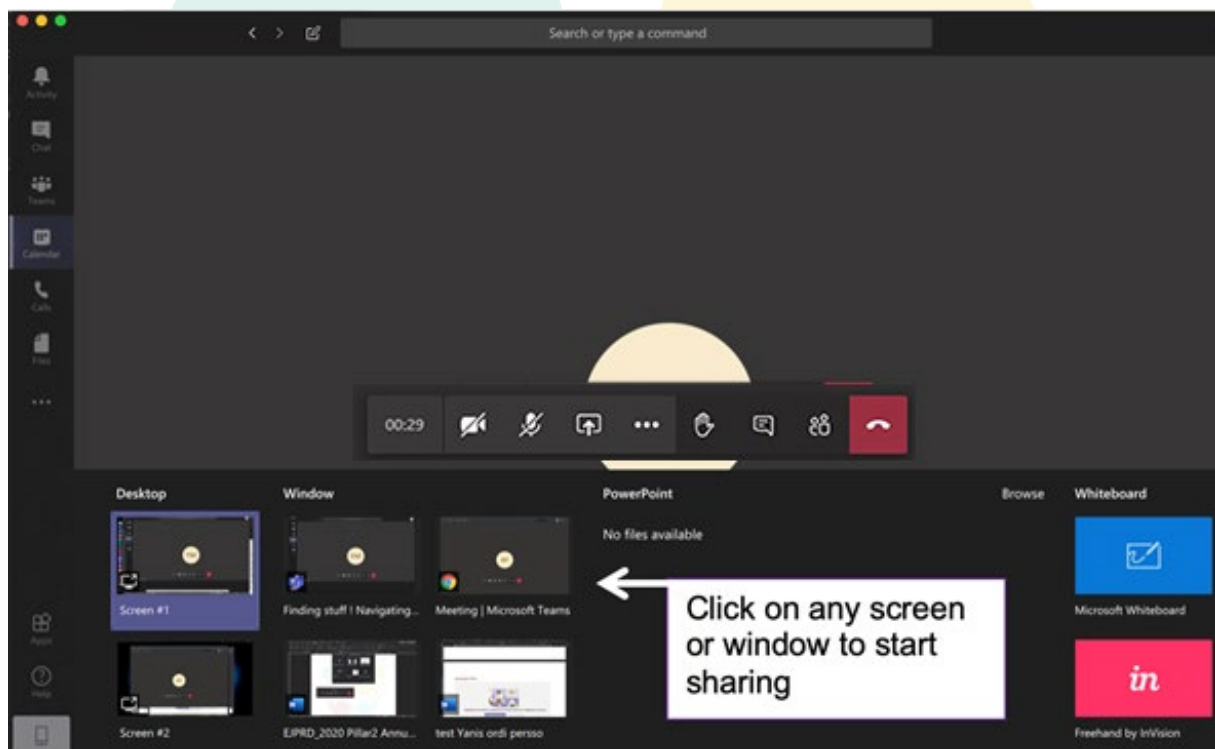 Search or type a command
Activity
Chat
Teams
Calendar
Calls
Files
00:29
Desktop
Window
PowerPoint
Browse
Whiteboard
No files available
Screen #1
Finding stuff ! Navigating...
Meeting | Microsoft Teams
Click on any screen
or window to start
sharing
Microsoft Whiteboard
in
Apps
Help
Screen #2
EJPRD_2020 Pillar2 Annu...
test Yanis ordi persso
Freehand by InVision